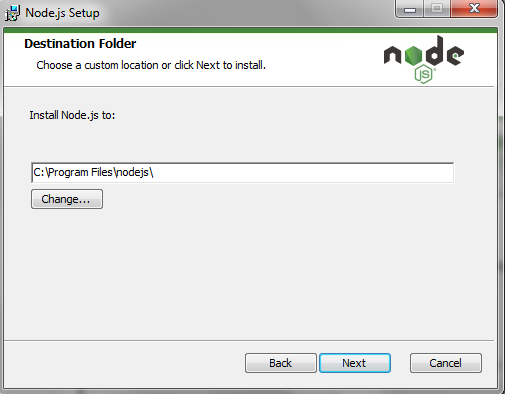 Node.js Setup
Destination Folder
Choose a custom location or click Next to install.
node
JS
Install Node.js to:
C:\Program Files\nodejs\
Change...
Back
Next
Cancel